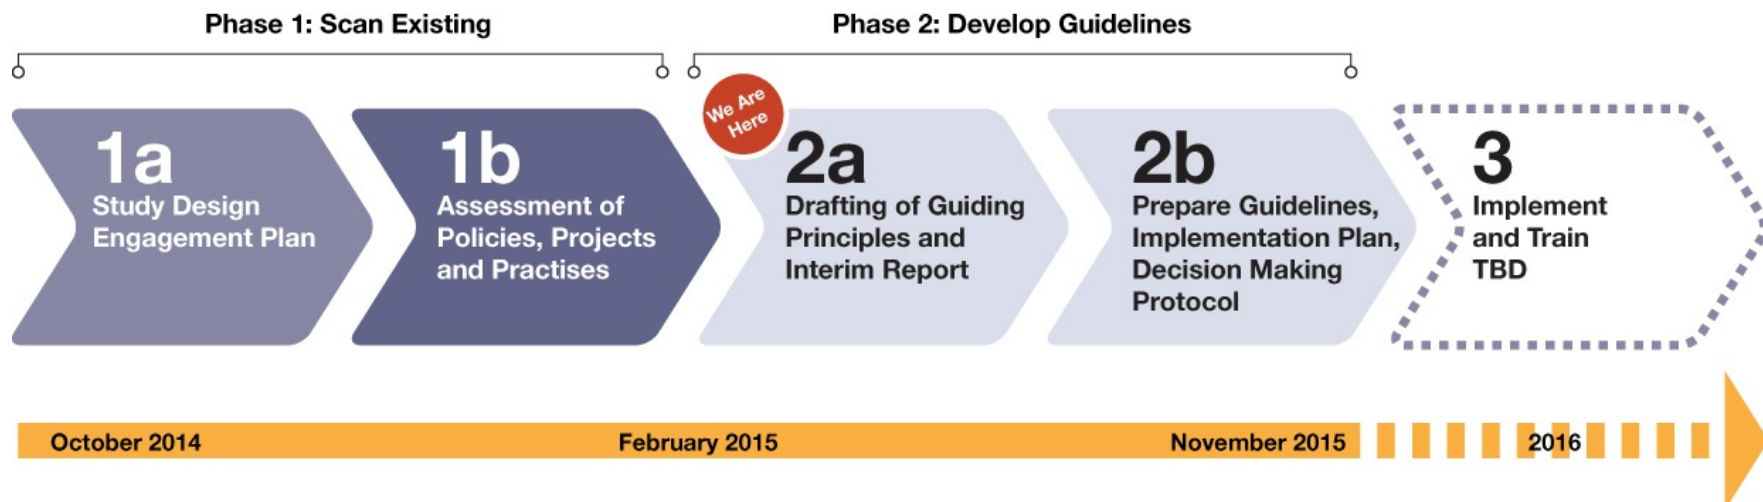 Phase 1: Scan Existing
Phase 2: Develop Guidelines
1a
Study Design
Engagement Plan
1b
Assessment of
Policies, Projects
and Practises
We Are
Here
2a
Drafting of Guiding
Principles and
Interim Report
2b
Prepare Guidelines,
Implementation Plan,
Decision Making
Protocol
3
Implement
and Train
TBD
October 2014
February 2015
November 2015
2016